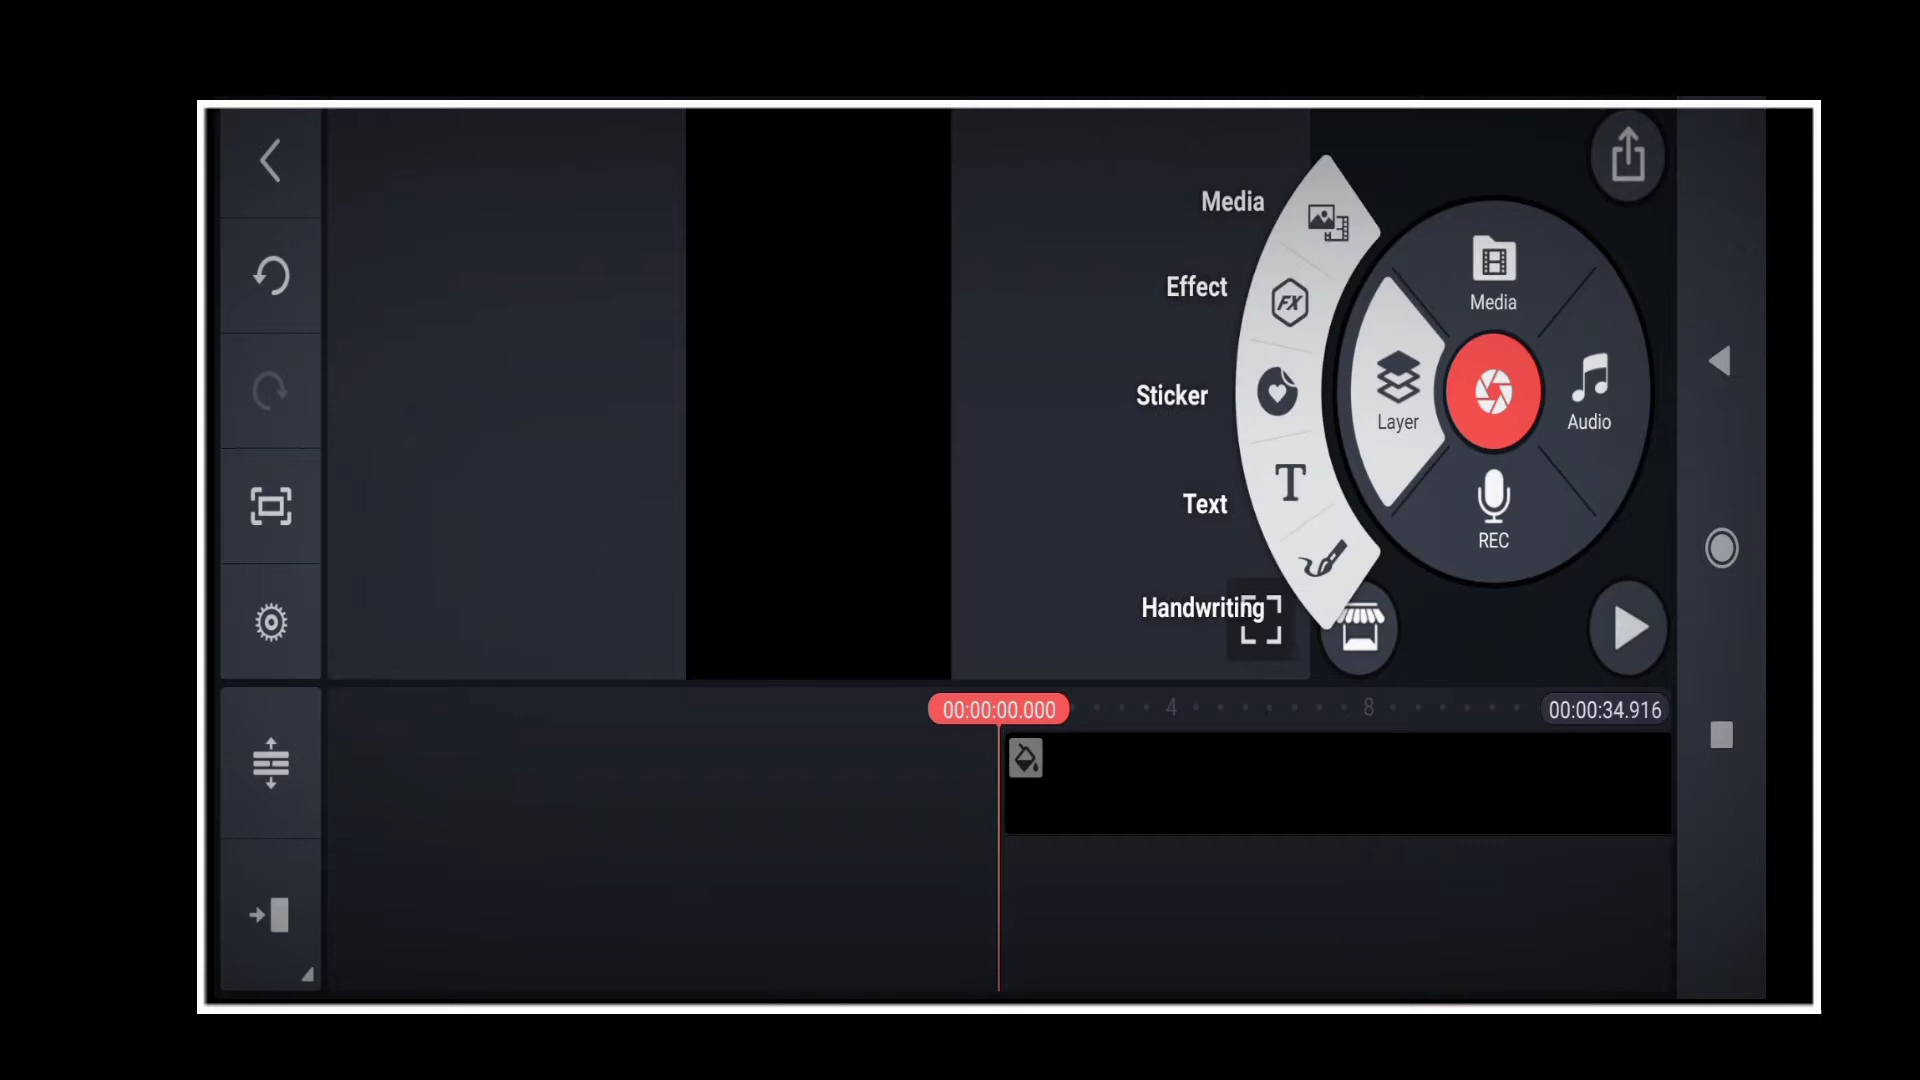 Media
Effect
Sticker
Text
Handwriting
FX
T
Media
Layer
Audio
REC
00:00:00.000
4
8
00:00:34.916